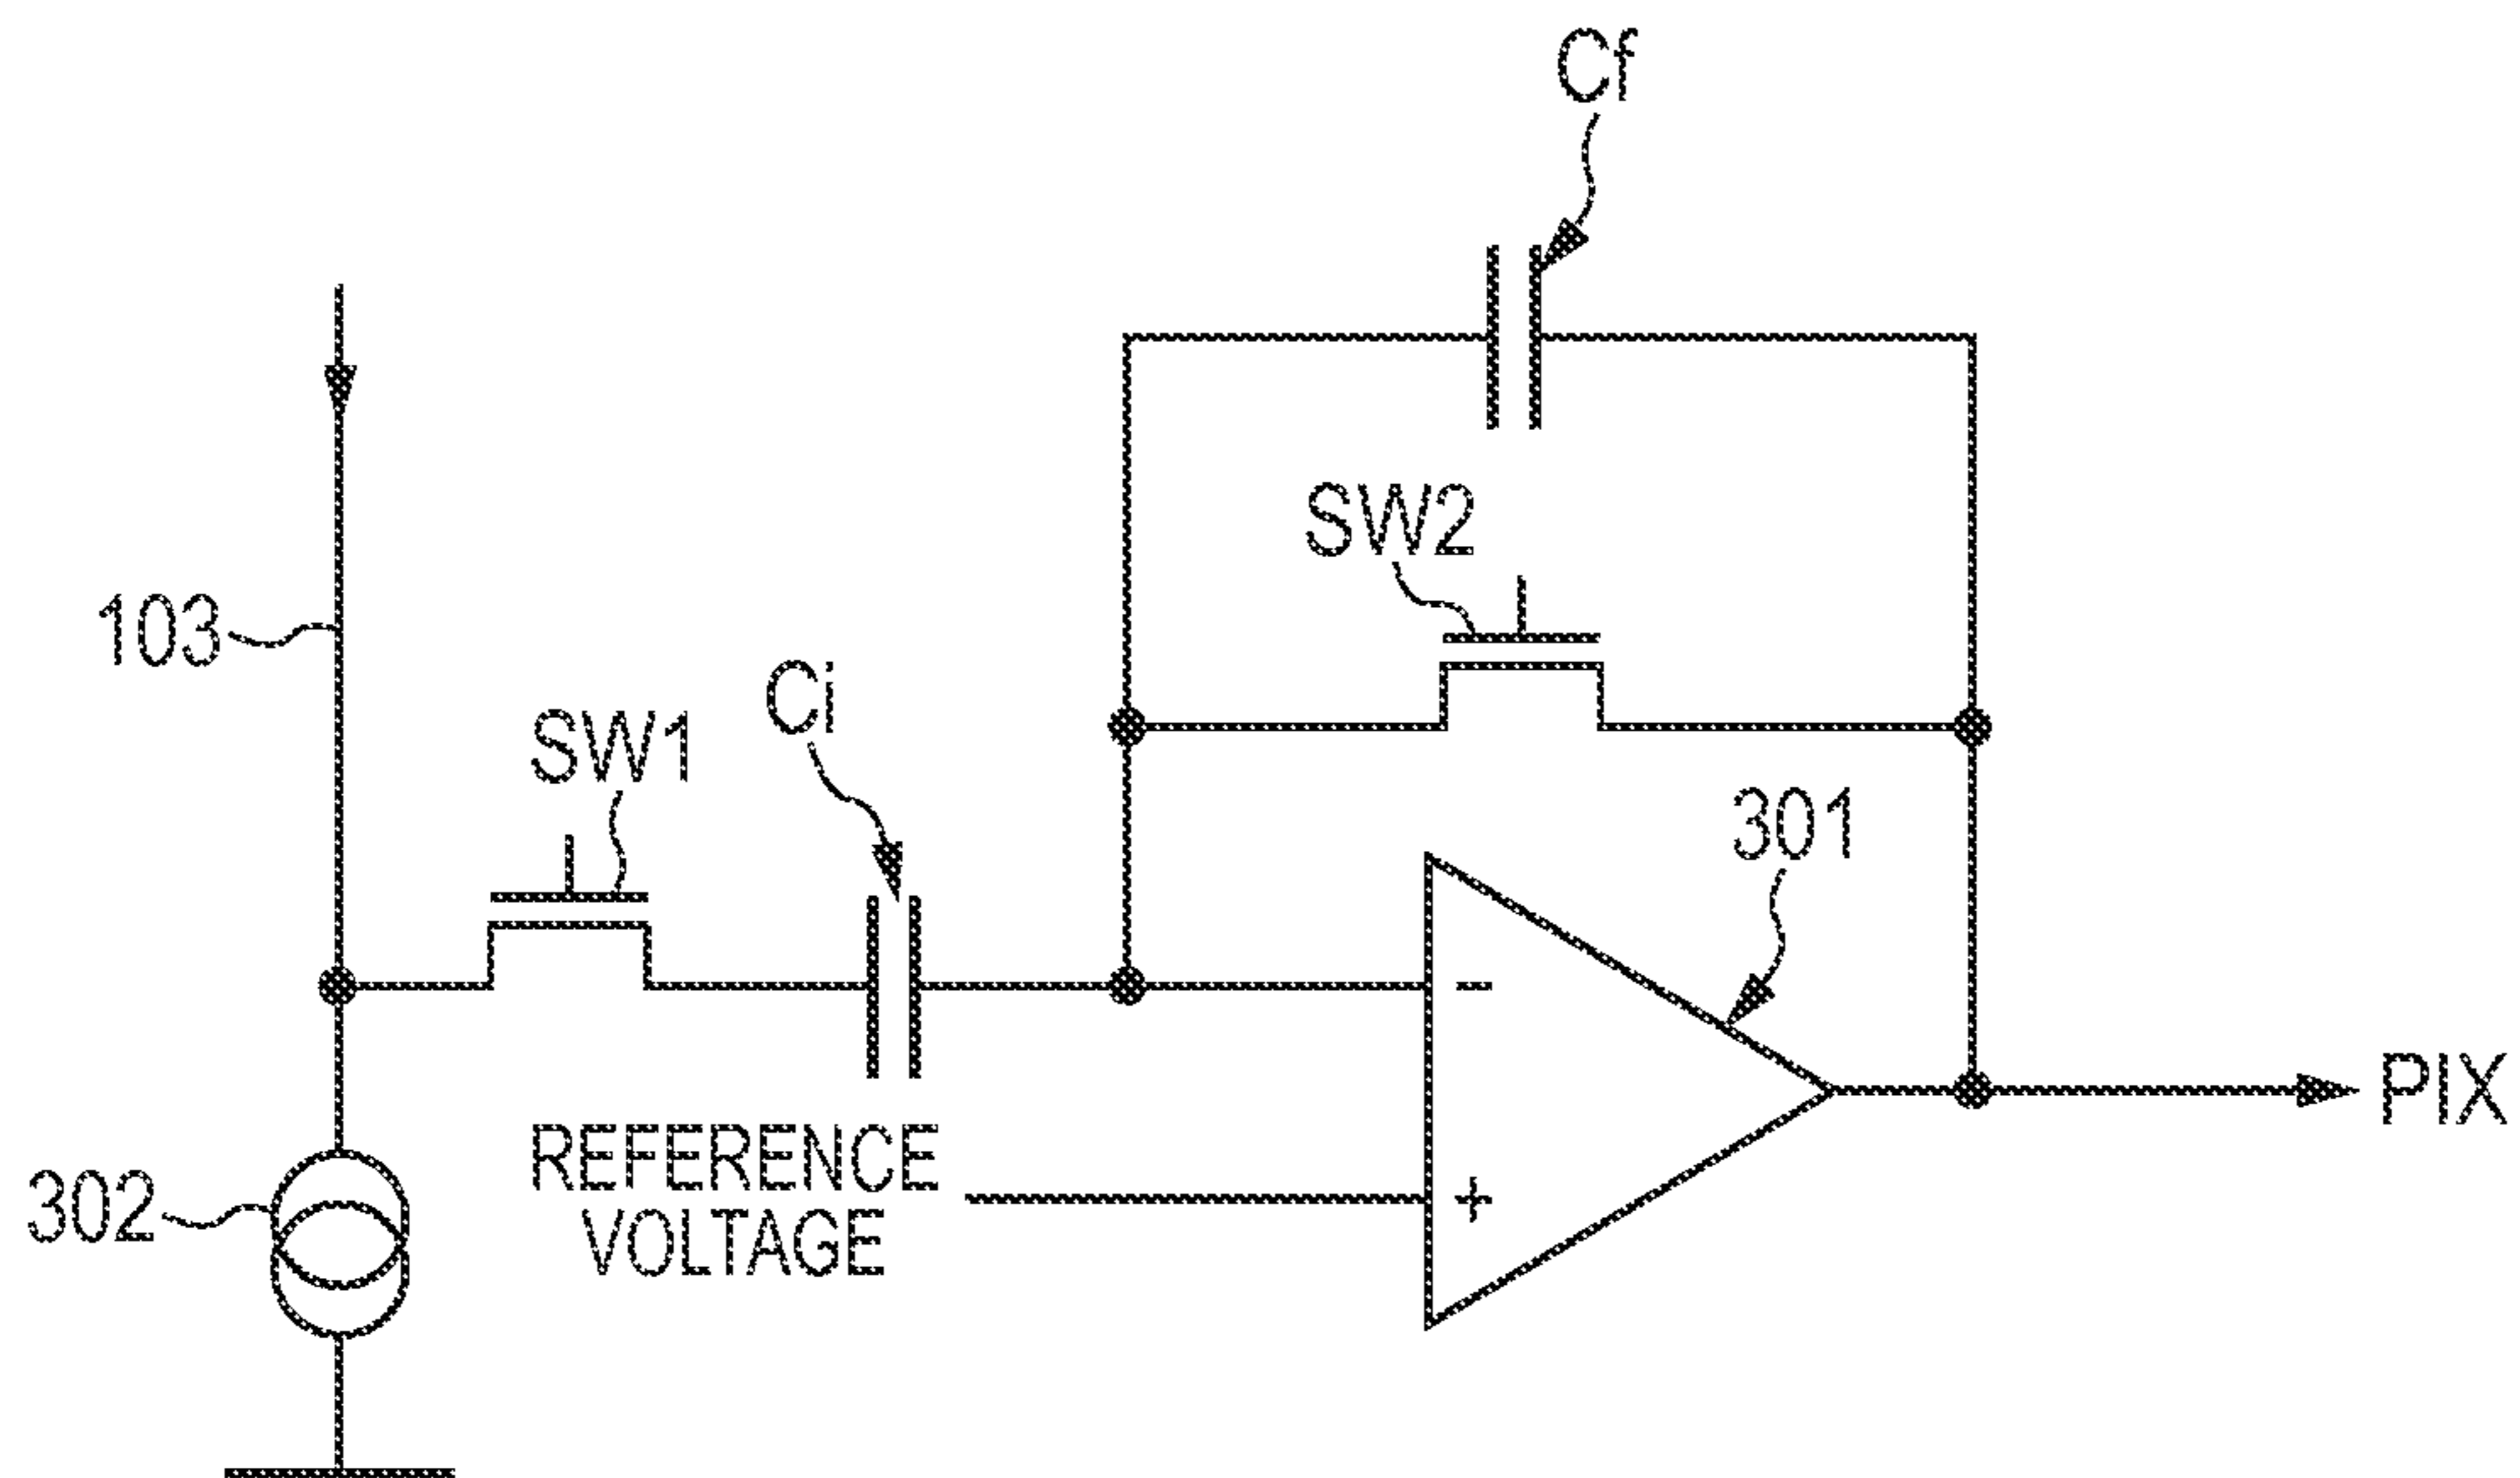 Cf
SW2
103
Ci
SW1
301
-
PIX
REFERENCE
VOLTAGE
+
302